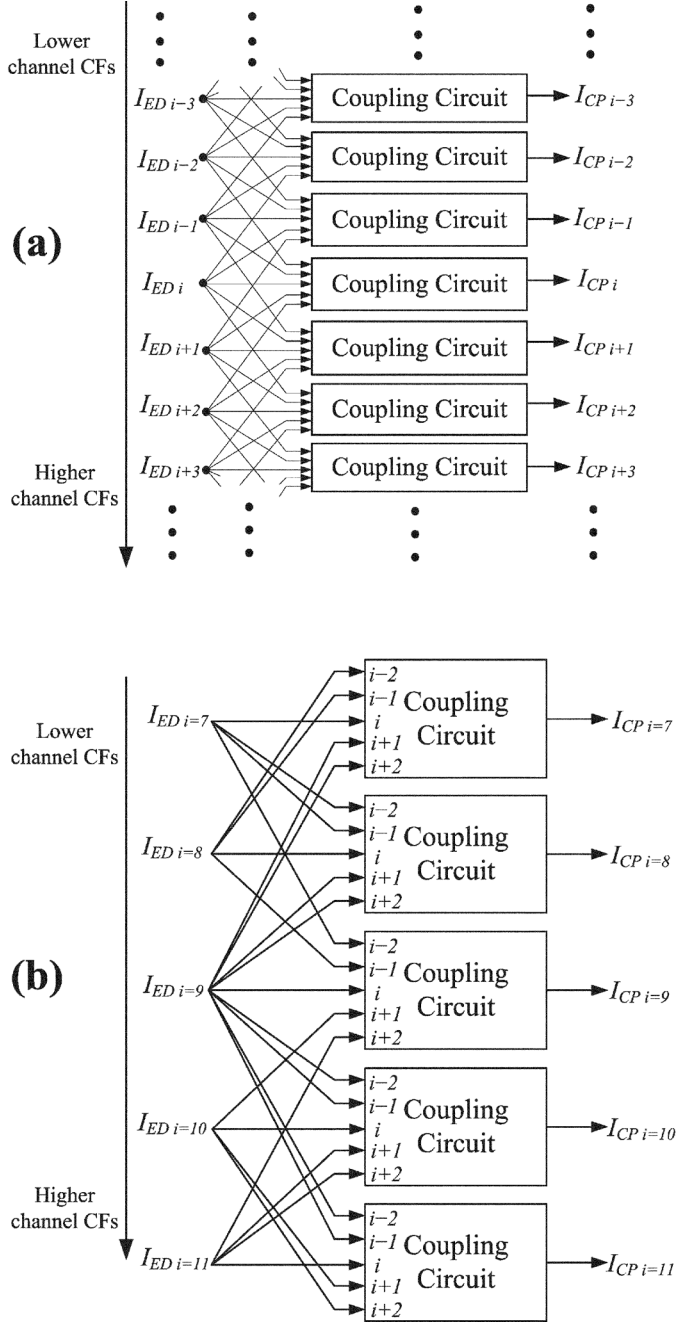 Lower
channel CFs
I_ED i−3 Coupling Circuit I_CP i−3
I_ED i−2 Coupling Circuit I_CP i−2
I_ED i−1 Coupling Circuit I_CP i−1
(a)
I_ED i Coupling Circuit I_CP i
I_ED i+1 Coupling Circuit I_CP i+1
I_ED i+2 Coupling Circuit I_CP i+2
Higher
channel CFs
I_ED i+3 Coupling Circuit I_CP i+3
Lower
channel CFs
I_ED i=7
i−2
i−1
i
i+1
i+2
Coupling
Circuit
I_CP i=7
I_ED i=8
i−2
i−1
i
i+1
i+2
Coupling
Circuit
I_CP i=8
(b)
I_ED i=9
i−2
i−1
i
i+1
i+2
Coupling
Circuit
I_CP i=9
I_ED i=10
i−2
i−1
i
i+1
i+2
Coupling
Circuit
I_CP i=10
Higher
channel CFs
I_ED i=11
i−2
i−1
i
i+1
i+2
Coupling
Circuit
I_CP i=11